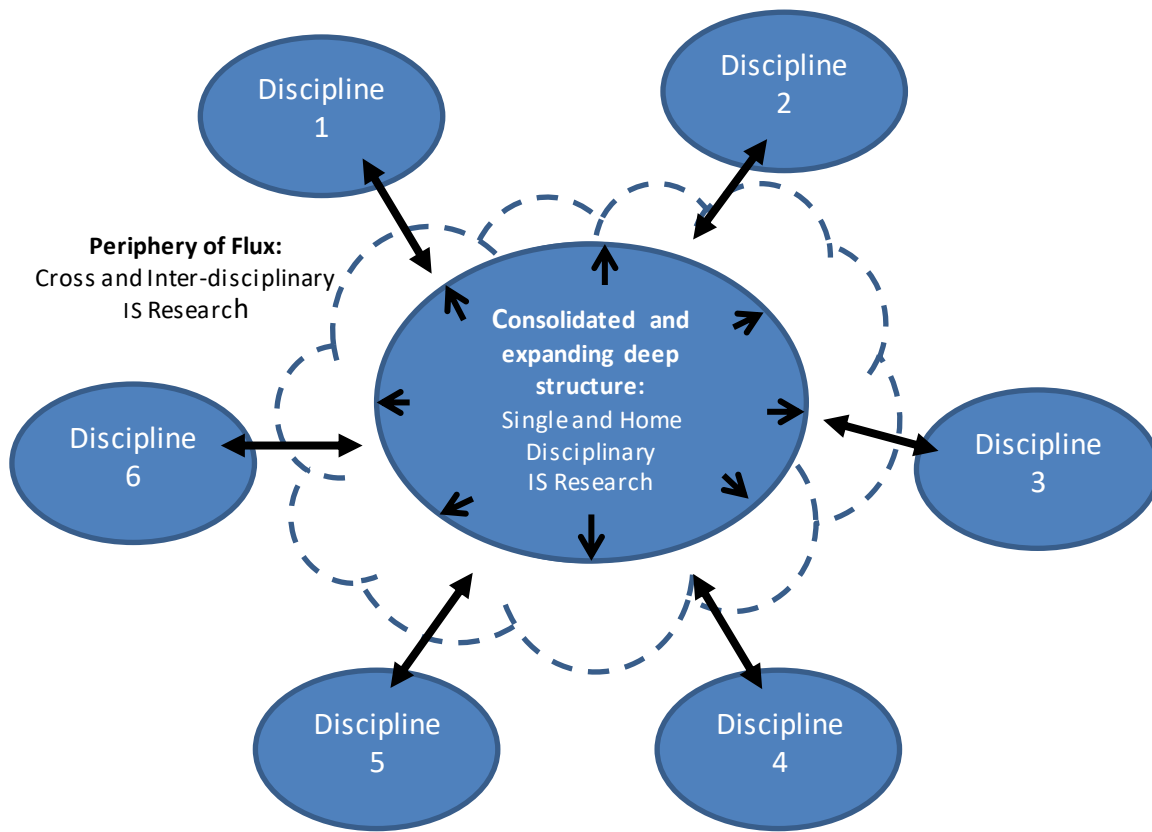 Discipline
1
Discipline
2
Periphery of Flux:
Cross and Inter-disciplinary
IS Research
Consolidated and
expanding deep
structure:
Single and Home
Disciplinary
IS Research
Discipline
6
Discipline
3
Discipline
5
Discipline
4